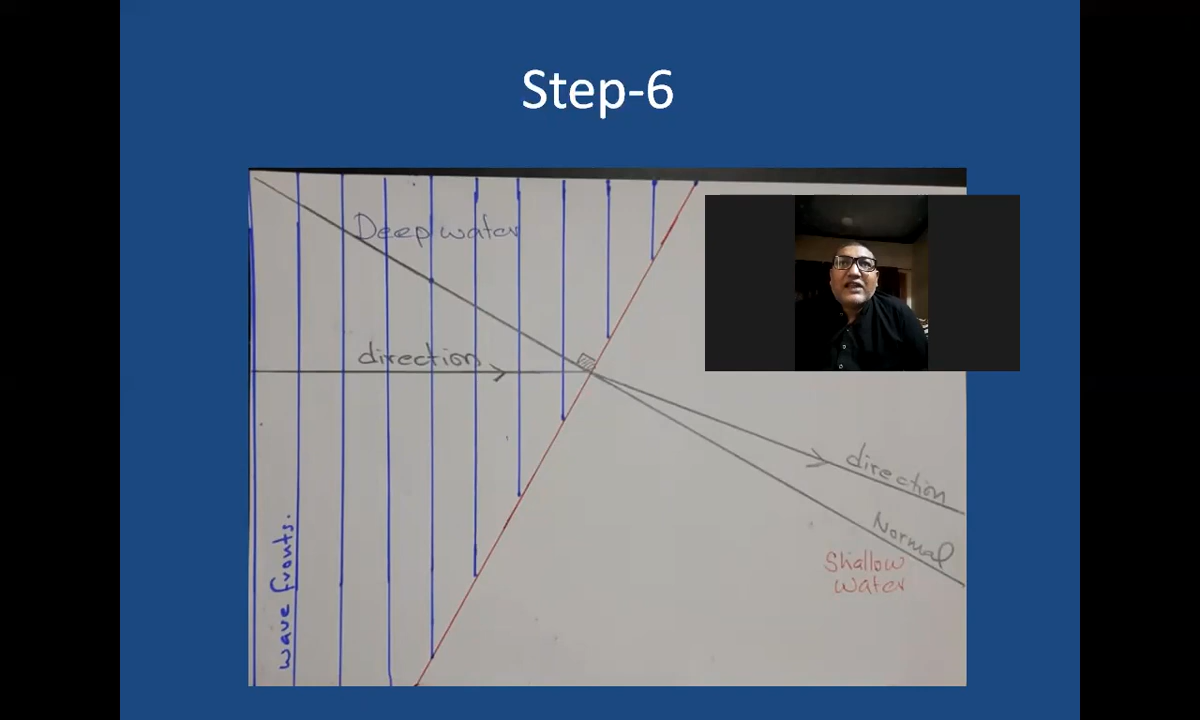 Step-6
Deep water
direction
direction
Normal
Shallow
water
wave fronts.